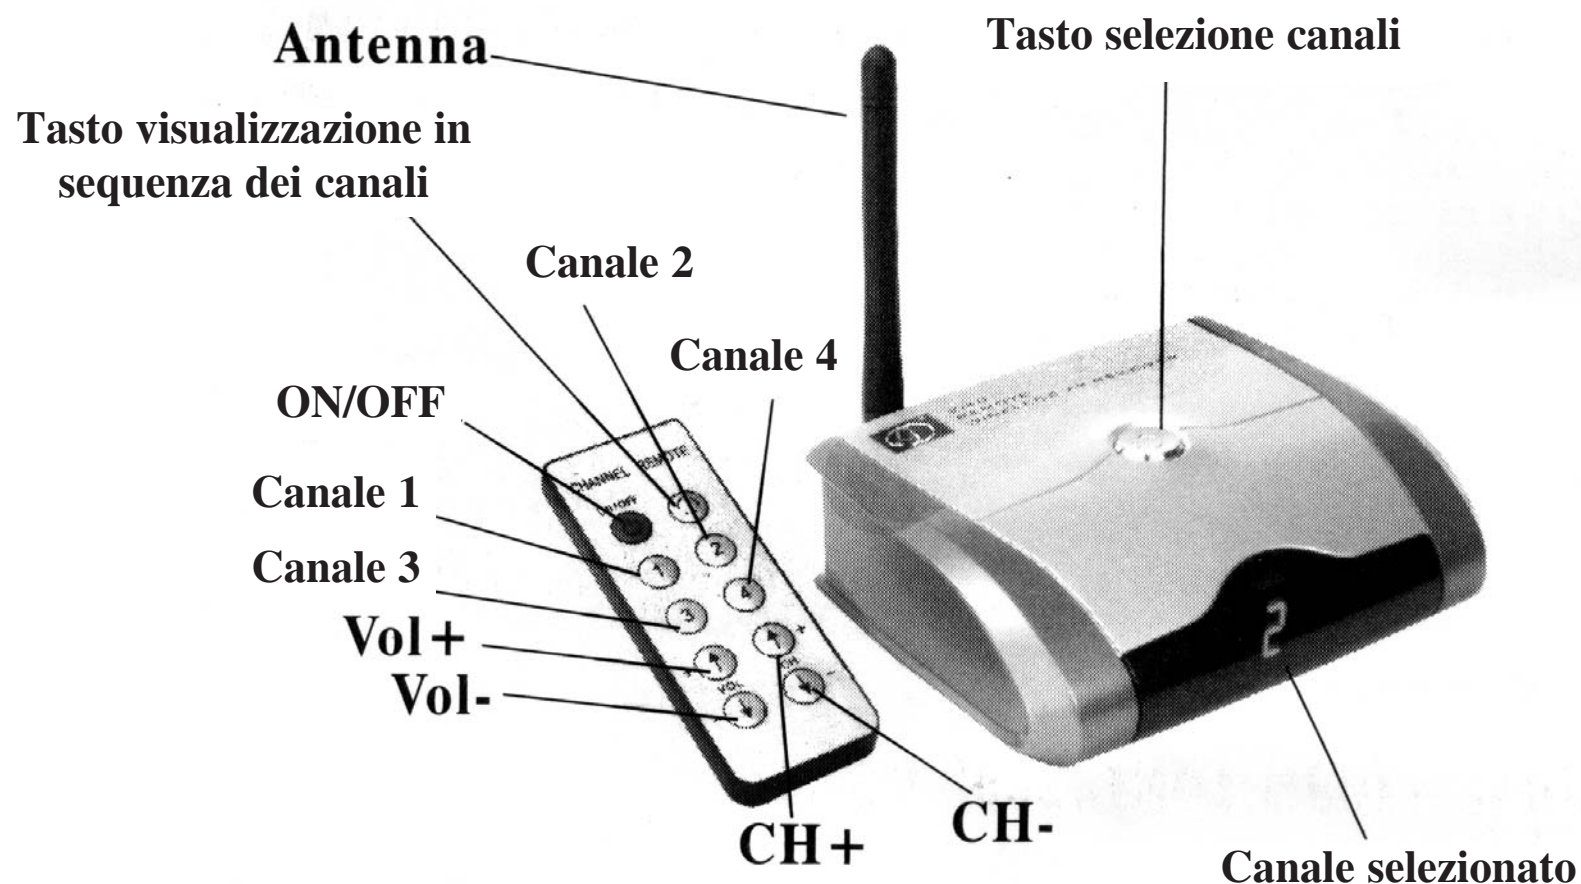 Antenna
Tasto selezione canali
Tasto visualizzazione in
sequenza dei canali
Canale 2
Canale 4
ON/OFF
CHANNEL REMOTE
ON/OFF
Canale 1
2
1
Canale 3
4
3
2
Vol+
+
CH
-
Vol-
VOL
CH+
CH-
Canale selezionato